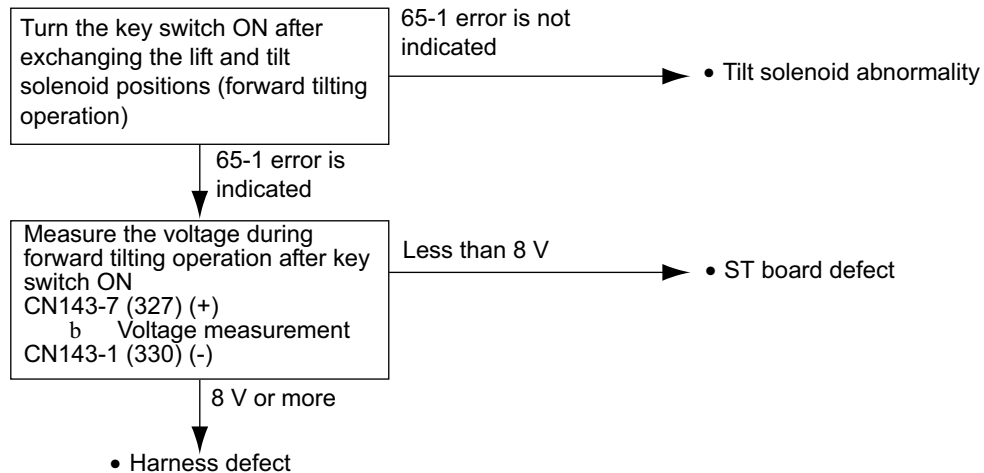 Turn the key switch ON after
exchanging the lift and tilt
solenoid positions (forward tilting
operation)
65-1 error is not
indicated
• Tilt solenoid abnormality
65-1 error is
indicated
Measure the voltage during
forward tilting operation after key
switch ON
CN143-7 (327) (+)
b Voltage measurement
CN143-1 (330) (-)
Less than 8 V
• ST board defect
8 V or more
• Harness defect